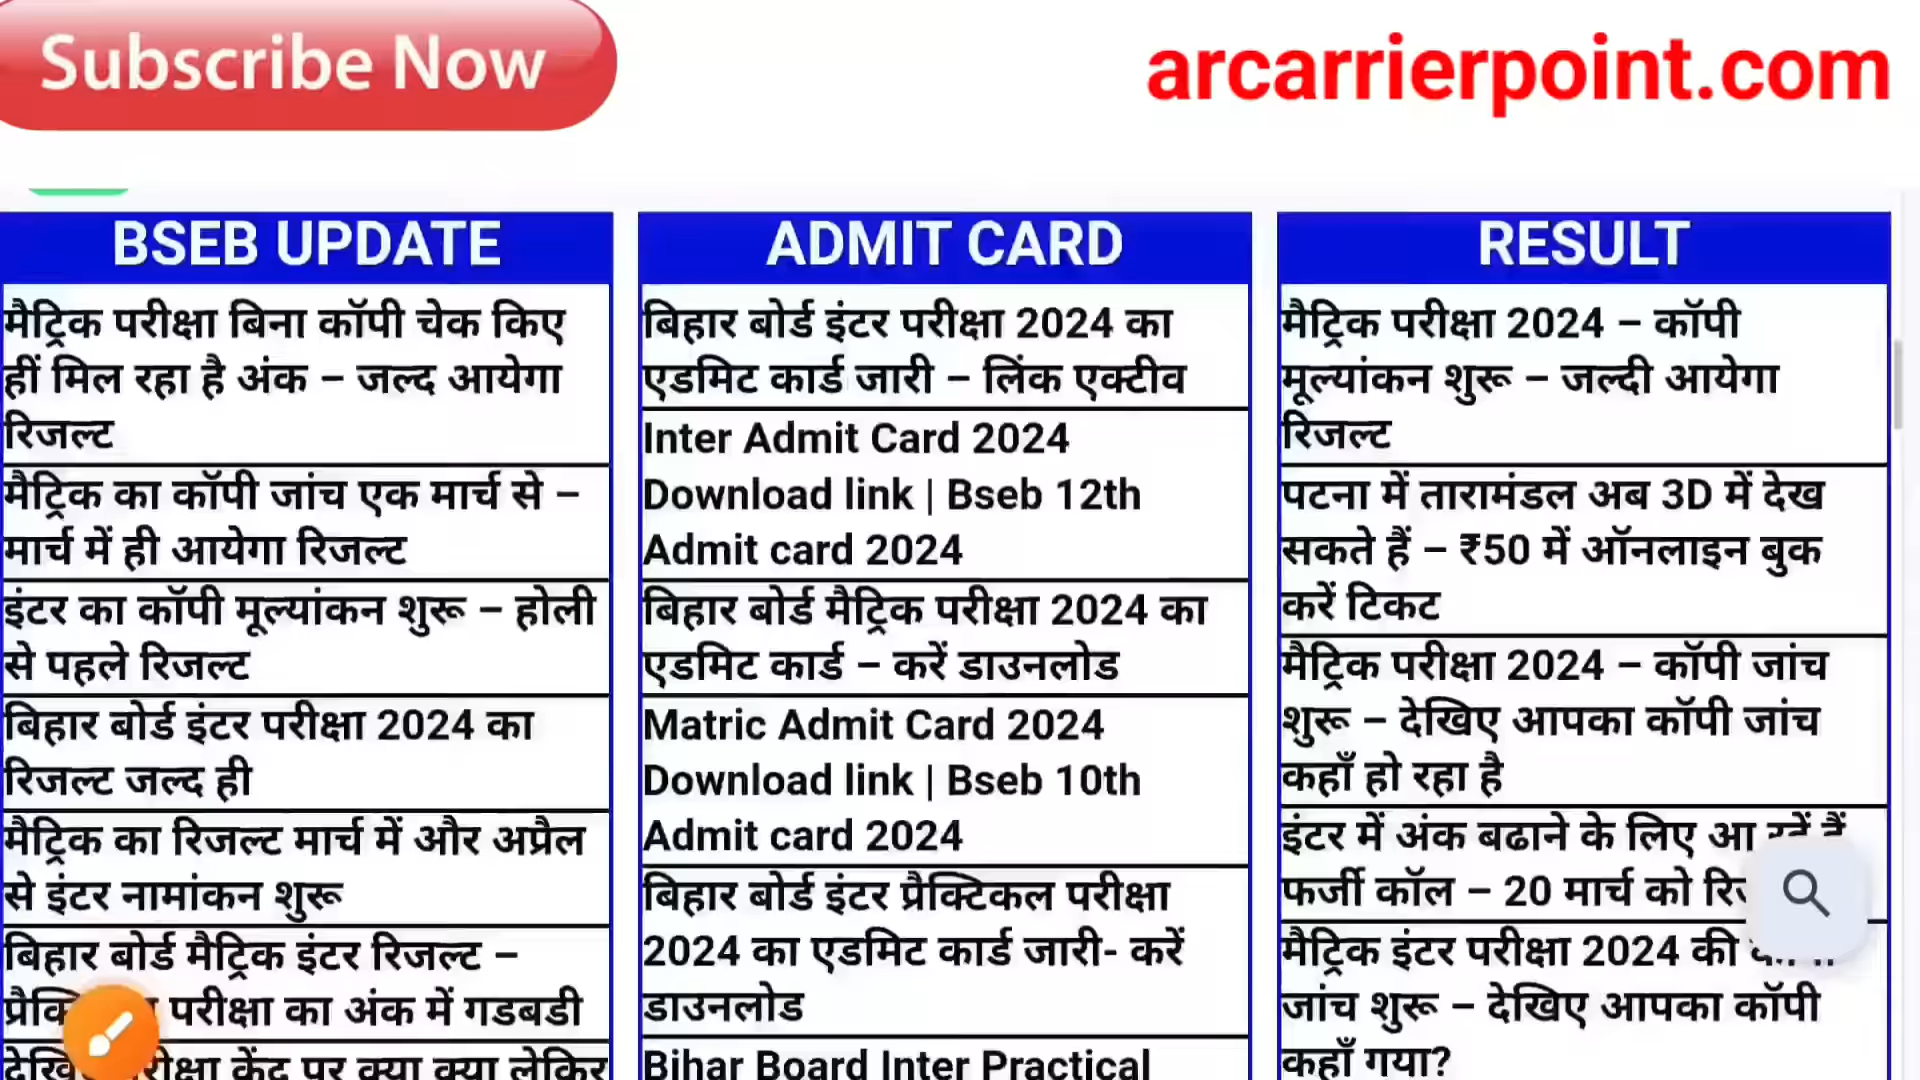 Subscribe Now
arcarrierpoint.com
BSEB UPDATE
मैट्रिक परीक्षा बिना कॉपी चेक किए
हीं मिल रहा है अंक – जल्द आयेगा
रिजल्ट
मैट्रिक का कॉपी जांच एक मार्च से –
मार्च में ही आयेगा रिजल्ट
इंटर का कॉपी मूल्यांकन शुरू – होली
से पहले रिजल्ट
बिहार बोर्ड इंटर परीक्षा 2024 का
रिजल्ट जल्द ही
मैट्रिक का रिजल्ट मार्च में और अप्रैल
से इंटर नामांकन शुरू
बिहार बोर्ड मैट्रिक इंटर रिजल्ट –
परीक्षा का अंक में गडबडी
केंद्र पर क्या क्या लेकिर
ADMIT CARD
बिहार बोर्ड इंटर परीक्षा 2024 का
एडमिट कार्ड जारी – लिंक एक्टीव
Inter Admit Card 2024
Download link | Bseb 12th
Admit card 2024
बिहार बोर्ड मैट्रिक परीक्षा 2024 का
एडमिट कार्ड – करें डाउनलोड
Matric Admit Card 2024
Download link | Bseb 10th
Admit card 2024
बिहार बोर्ड इंटर प्रैक्टिकल परीक्षा
2024 का एडमिट कार्ड जारी- करें
डाउनलोड
Bihar Board Inter Practical
RESULT
मैट्रिक परीक्षा 2024 – कॉपी
मूल्यांकन शुरू – जल्दी आयेगा
रिजल्ट
पटना में तारामंडल अब 3D में देख
सकते हैं – ₹50 में ऑनलाइन बुक
करें टिकट
मैट्रिक परीक्षा 2024 – कॉपी जांच
शुरू – देखिए आपका कॉपी जांच
कहाँ हो रहा है
इंटर में अंक बढाने के लिए आ रहें हैं
फर्जी कॉल – 20 मार्च को
मैट्रिक इंटर परीक्षा 2024 की
जांच शुरू – देखिए आपका कॉपी
कहाँ गया?